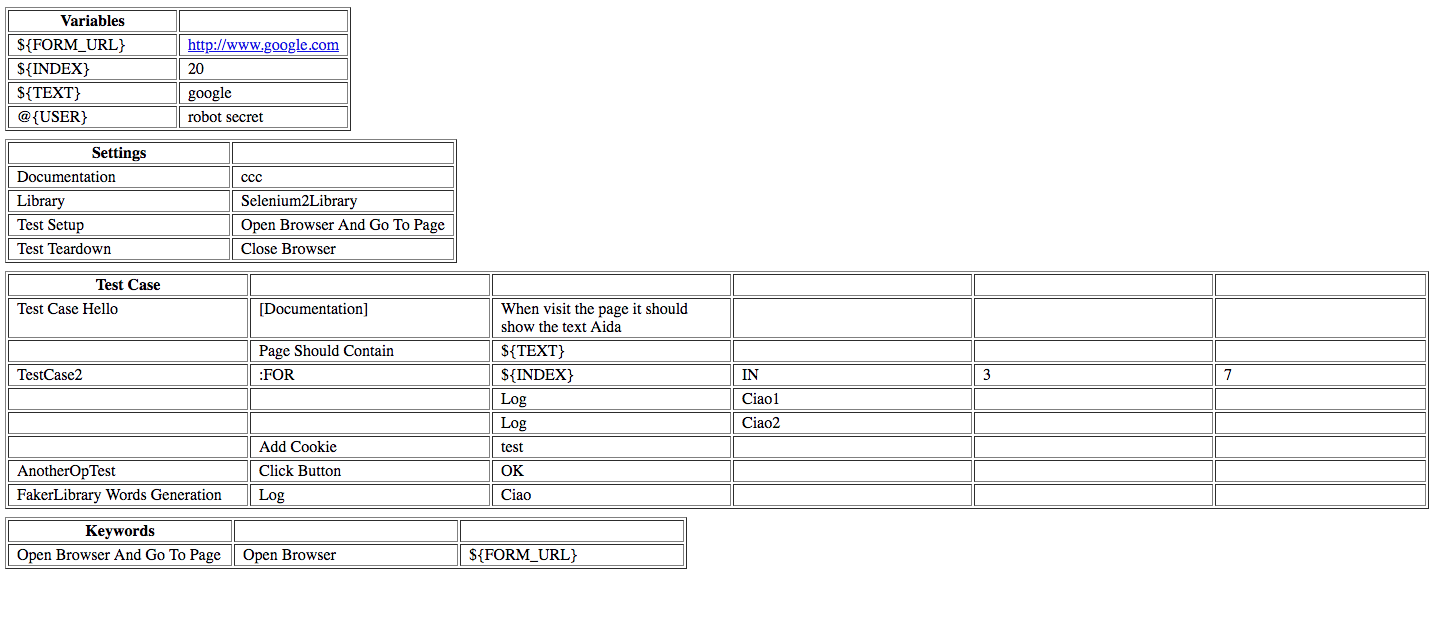 Variables
${FORM_URL} http://www.google.com
${INDEX} 20
${TEXT} google
@{USER} robot secret
Settings
Documentation ccc
Library Selenium2Library
Test Setup Open Browser And Go To Page
Test Teardown Close Browser
Test Case
Test Case Hello [Documentation] When visit the page it should
show the text Aida
Page Should Contain ${TEXT}
TestCase2 :FOR ${INDEX} IN 3 7
Log Ciao1
Log Ciao2
Add Cookie test
AnotherOpTest Click Button OK
FakerLibrary Words Generation Log Ciao
Keywords
Open Browser And Go To Page Open Browser ${FORM_URL}